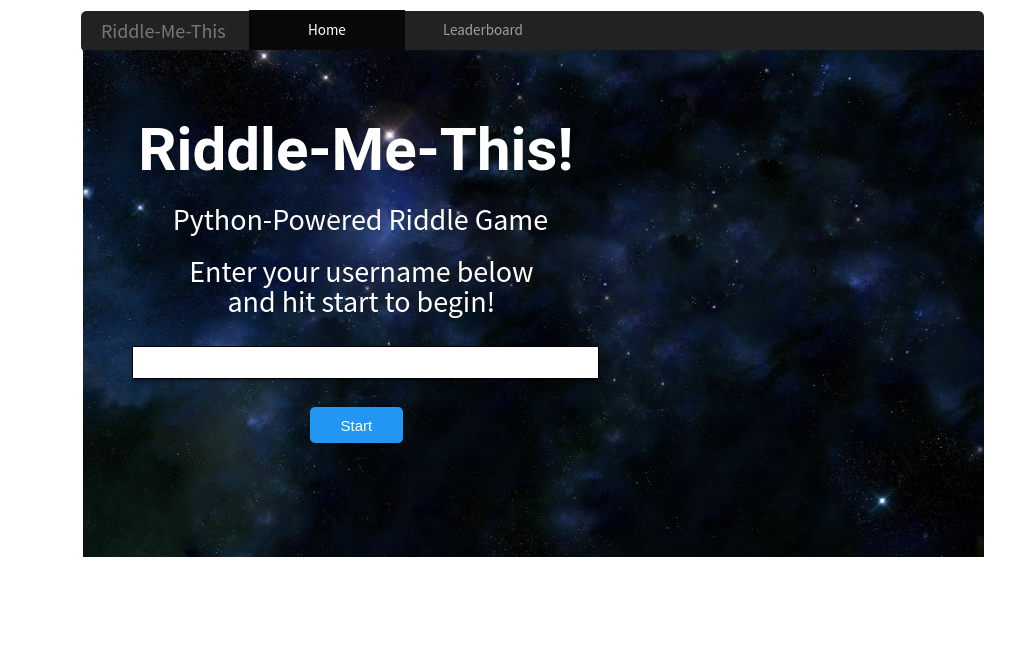 Riddle-Me-This
Home
Leaderboard
Riddle-Me-This!
Python-Powered Riddle Game
Enter your username below
and hit start to begin!
Start